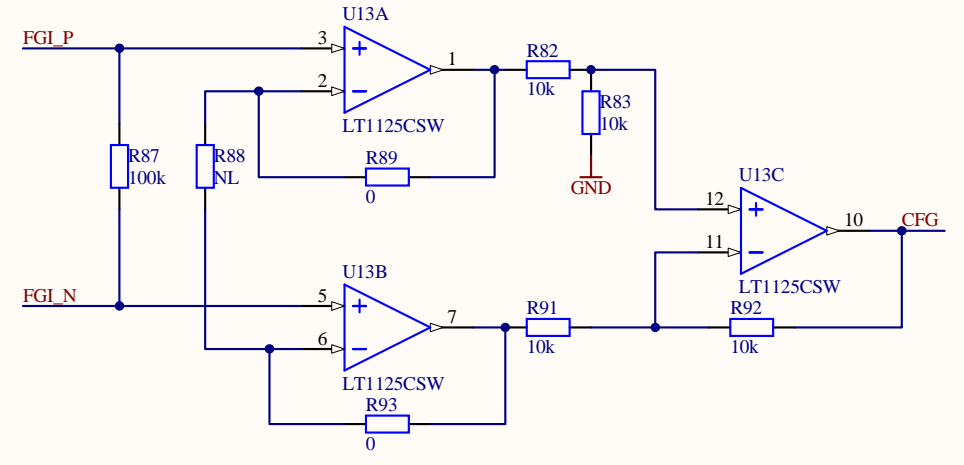 U13A
FGI_P
3
1
R82
2
10k
R83
10k
LT1125CSW
R87
100k
R88
NL
R89
0
GND
U13C
12
10
CFG
11
U13B
LT1125CSW
FGI_N
5
7
R91
R92
6
10k
10k
LT1125CSW
R93
0